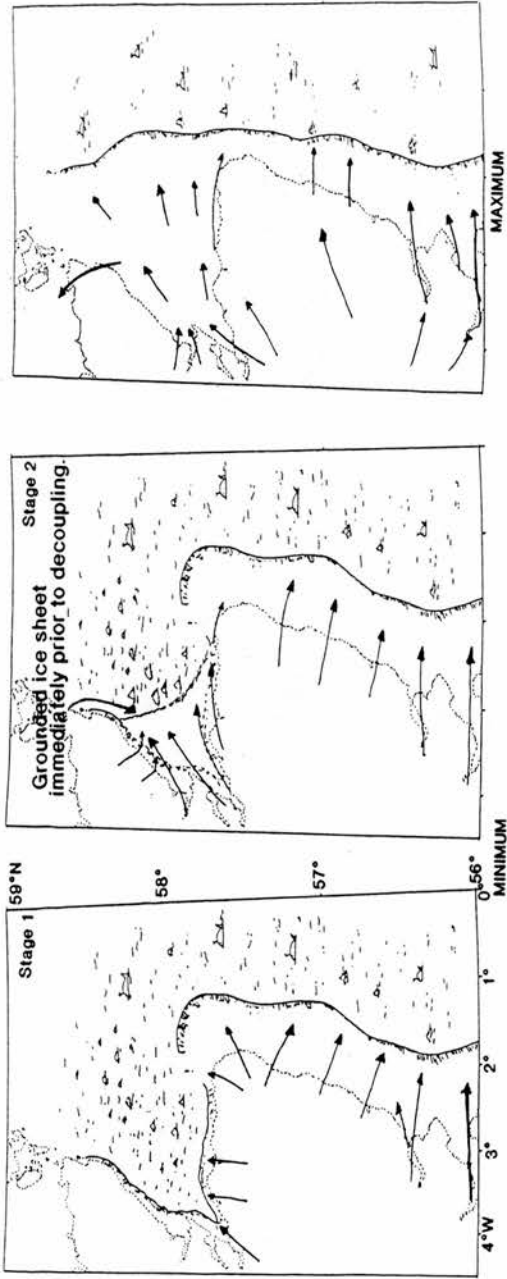 Stage 1
59°N
58°
57°
0 56°
1°
2°
3°
4°W
MINIMUM
Stage 2
Grounded ice sheet
immediately prior to decoupling.
MAXIMUM